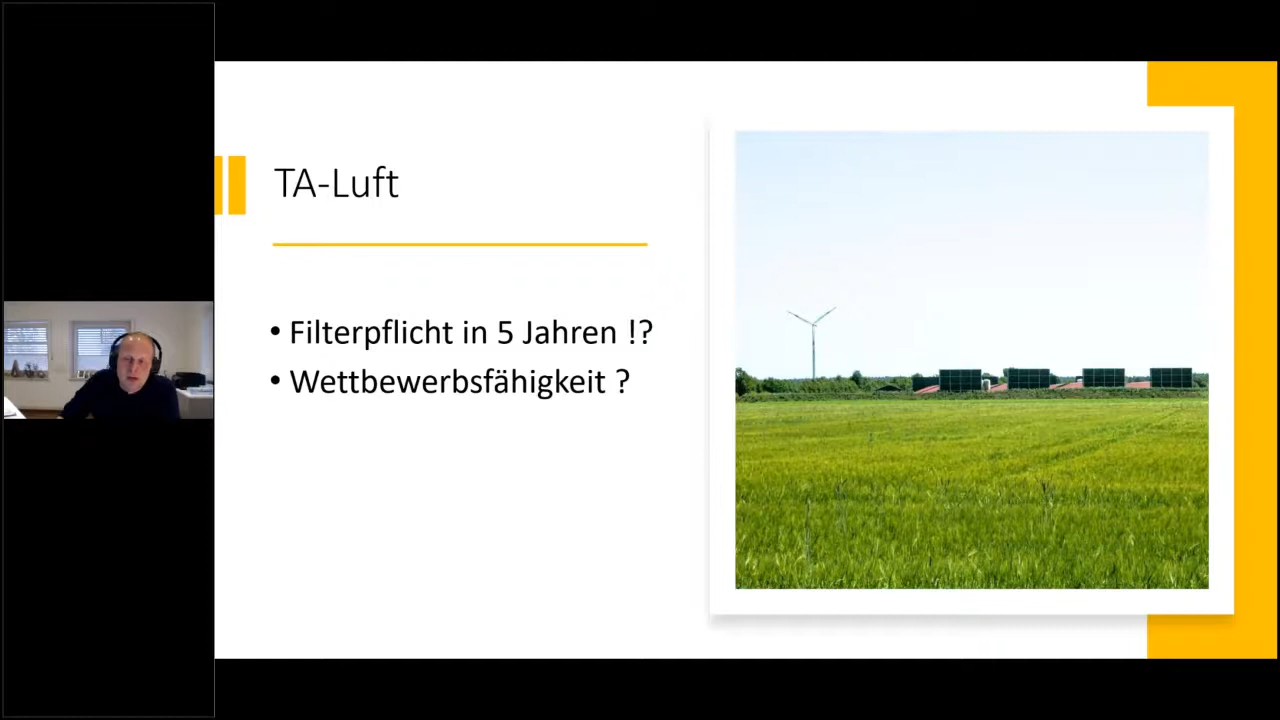 TA-Luft
• Filterpflicht in 5 Jahren !?
• Wettbewerbsfähigkeit ?